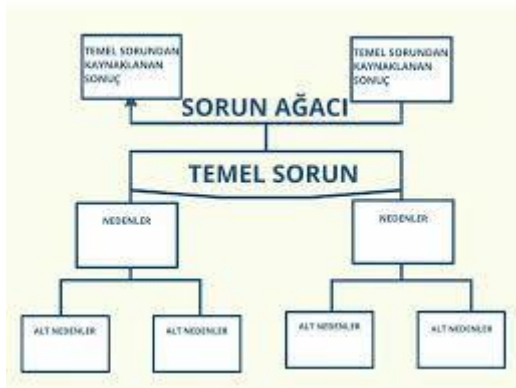 TEMEL SORUNDAN
KAYNAKLANAN
SONUÇ
TEMEL SORUNDAN
KAYNAKLANAN
SONUÇ
SORUN AĞACI
TEMEL SORUN
NEDENLER
NEDENLER
ALT NEDENLER
ALT NEDENLER
ALT NEDENLER
ALT NEDENLER